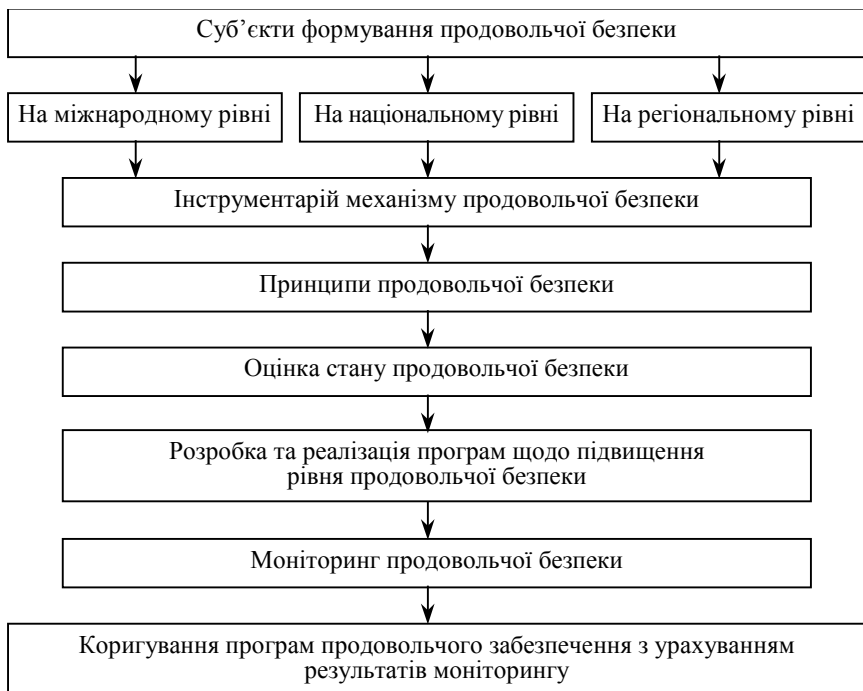 Суб’єкти формування продовольчої безпеки
На міжнародному рівні
На національному рівні
На регіональному рівні
Інструментарій механізму продовольчої безпеки
Принципи продовольчої безпеки
Оцінка стану продовольчої безпеки
Розробка та реалізація програм щодо підвищення
рівня продовольчої безпеки
Моніторинг продовольчої безпеки
Коригування програм продовольчого забезпечення з урахуванням
результатів моніторингу